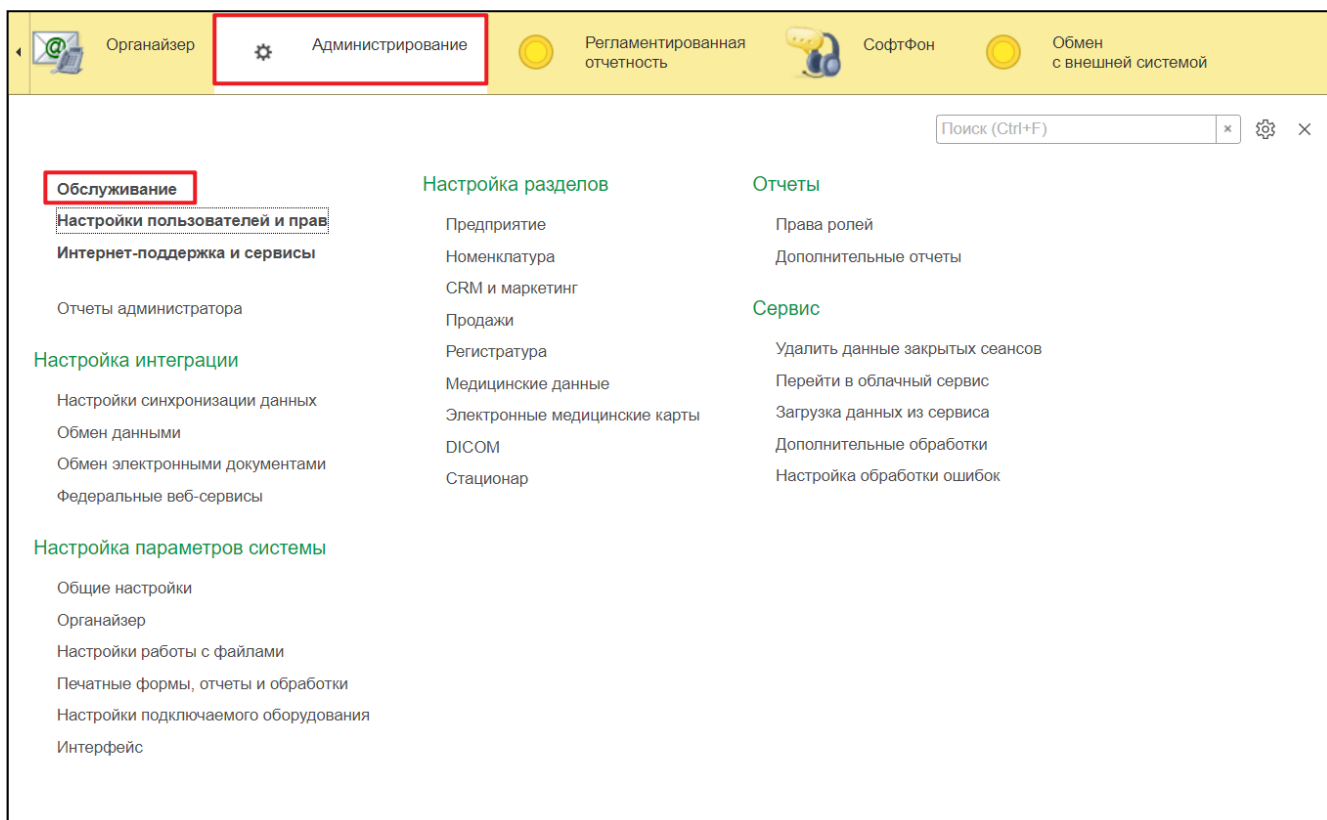 Органайзер
Администрирование
Регламентированная
отчетность
СофтФон
Обмен
с внешней системой
Поиск (Ctrl+F)
Обслуживание
Настройки пользователей и прав
Интернет-поддержка и сервисы
Отчеты администратора
Настройка интеграции
Настройки синхронизации данных
Обмен данными
Обмен электронными документами
Федеральные веб-сервисы
Настройка параметров системы
Общие настройки
Органайзер
Настройки работы с файлами
Печатные формы, отчеты и обработки
Настройки подключаемого оборудования
Интерфейс
Настройка разделов
Предприятие
Номенклатура
CRM и маркетинг
Продажи
Регистратура
Медицинские данные
Электронные медицинские карты
DICOM
Стационар
Отчеты
Права ролей
Дополнительные отчеты
Сервис
Удалить данные закрытых сеансов
Перейти в облачный сервис
Загрузка данных из сервиса
Дополнительные обработки
Настройка обработки ошибок